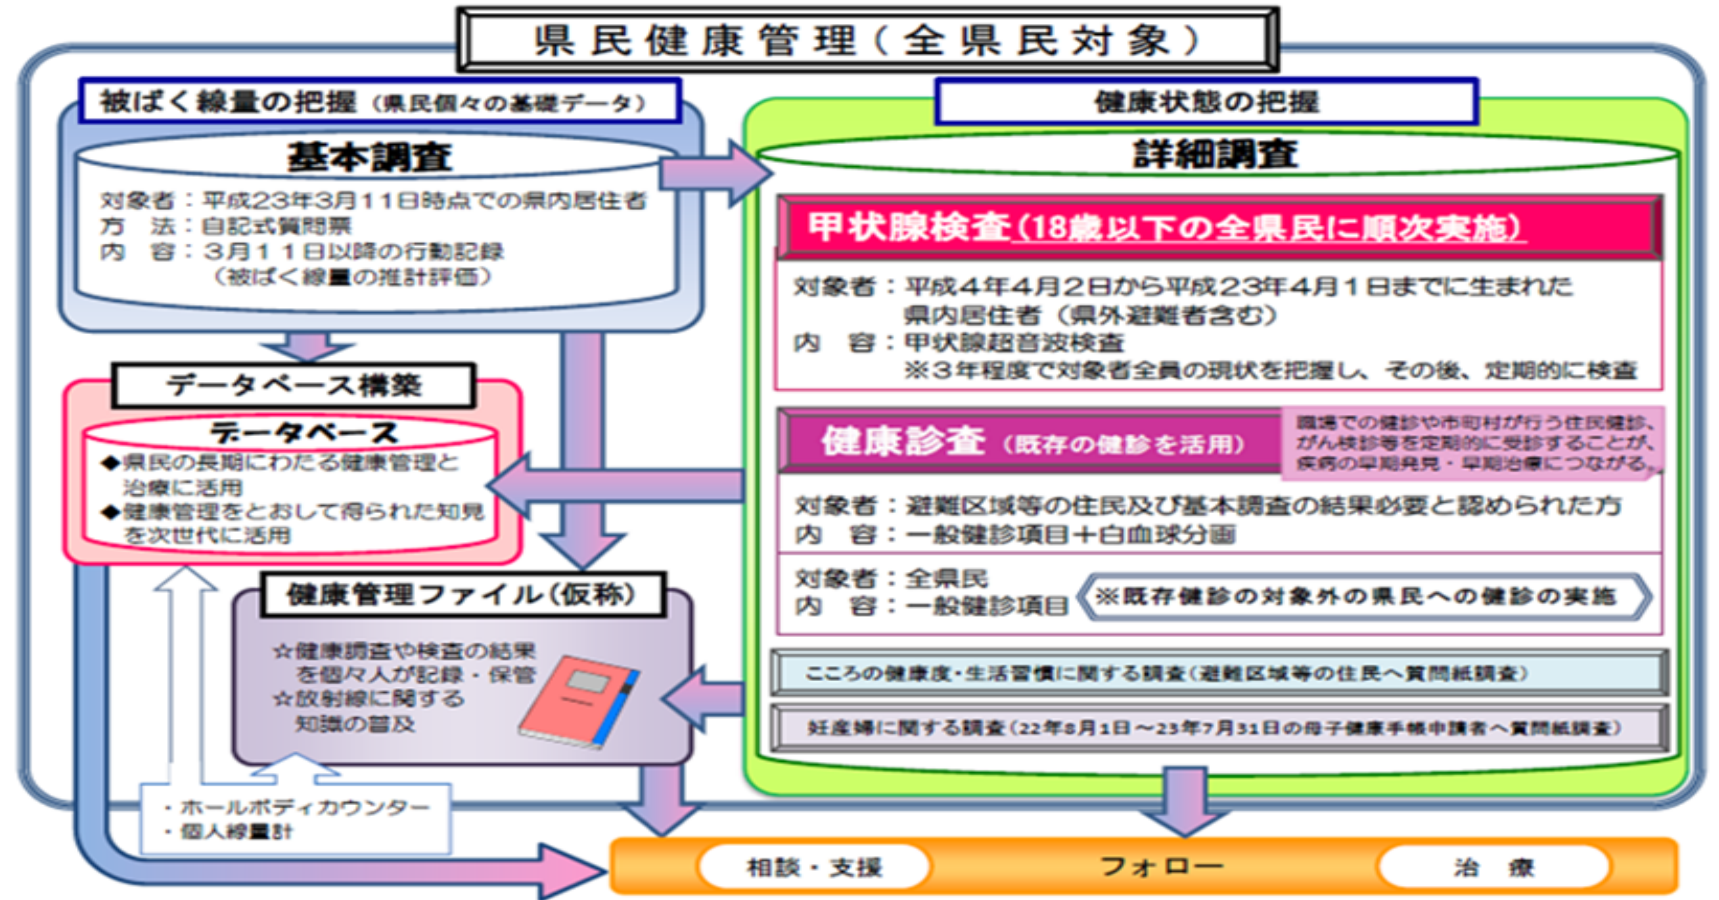 県民健康管理（全県民対象）
被ばく線量の把握（県民個々の基礎データ）
基本調査
対象者：平成23年3月11日時点での県内居住者
方　法：自記式質問票
内　容：３月１１日以降の行動記録
（被ばく線量の推計評価）
データベース構築
データベース
◆県民の長期にわたる健康管理と
治療に活用
◆健康管理をとおして得られた知見
を次世代に活用
健康管理ファイル（仮称）
☆健康調査や検査の結果
を個々人が記録・保管
☆放射線に関する
知識の普及
・ホールボディカウンター
・個人線量計
健康状態の把握
詳細調査
甲状腺検査（18歳以下の全県民に順次実施）
対象者：平成４年４月２日から平成２３年４月１日までに生まれた
県内居住者（県外避難者含む）
内　容：甲状腺超音波検査
※３年程度で対象者全員の現状を把握し、その後、定期的に検査
健康診査（既存の健診を活用）
職場での健診や市町村が行う住民健診、
がん検診等を定期的に受診することが、
疾病の早期発見・早期治療につながる。
対象者：避難区域等の住民及び基本調査の結果必要と認められた方
内　容：一般健診項目＋白血球分画
対象者：全県民
内　容：一般健診項目
※既存健診の対象外の県民への健診の実施
こころの健康度・生活習慣に関する調査（避難区域等の住民へ質問紙調査）
妊産婦に関する調査（22年8月1日～23年7月31日の母子健康手帳申請者へ質問紙調査）
相談・支援
フォロー
治　療